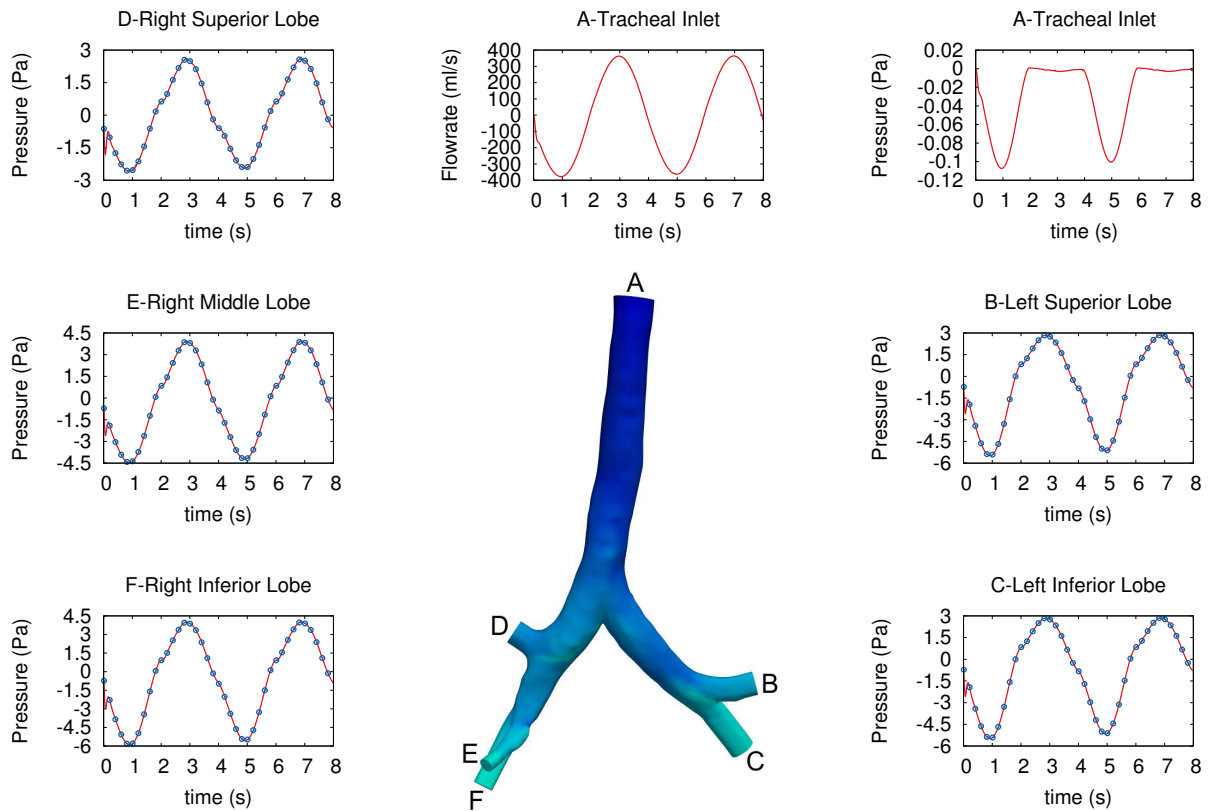 D-Right Superior Lobe
Pressure (Pa)
3
1.5
0
-1.5
-3
0 1 2 3 4 5 6 7 8
time (s)
A-Tracheal Inlet
Flowrate (ml/s)
400
300
200
100
0
-100
-200
300
400
-400
0 1 2 3 4 5 6 7 8
time (s)
A-Tracheal Inlet
Pressure (Pa)
0.02
0
-0.02
-0.04
-0.06
-0.08
-0.1
-0.12
0 1 2 3 4 5 6 7 8
time (s)
E-Right Middle Lobe
Pressure (Pa)
4.5
3
1.5
0
-1.5
-3
-4.5
0 1 2 3 4 5 6 7 8
time (s)
A
D
B
E
C
F
B-Left Superior Lobe
Pressure (Pa)
3
1.5
0
-1.5
-3
-4.5
-6
0 1 2 3 4 5 6 7 8
time (s)
F-Right Inferior Lobe
Pressure (Pa)
4.5
3
1.5
0
-1.5
-3
-4.5
-6
0 1 2 3 4 5 6 7 8
time (s)
C-Left Inferior Lobe
Pressure (Pa)
3
1.5
0
-1.5
-3
-4.5
-6
0 1 2 3 4 5 6 7 8
time (s)